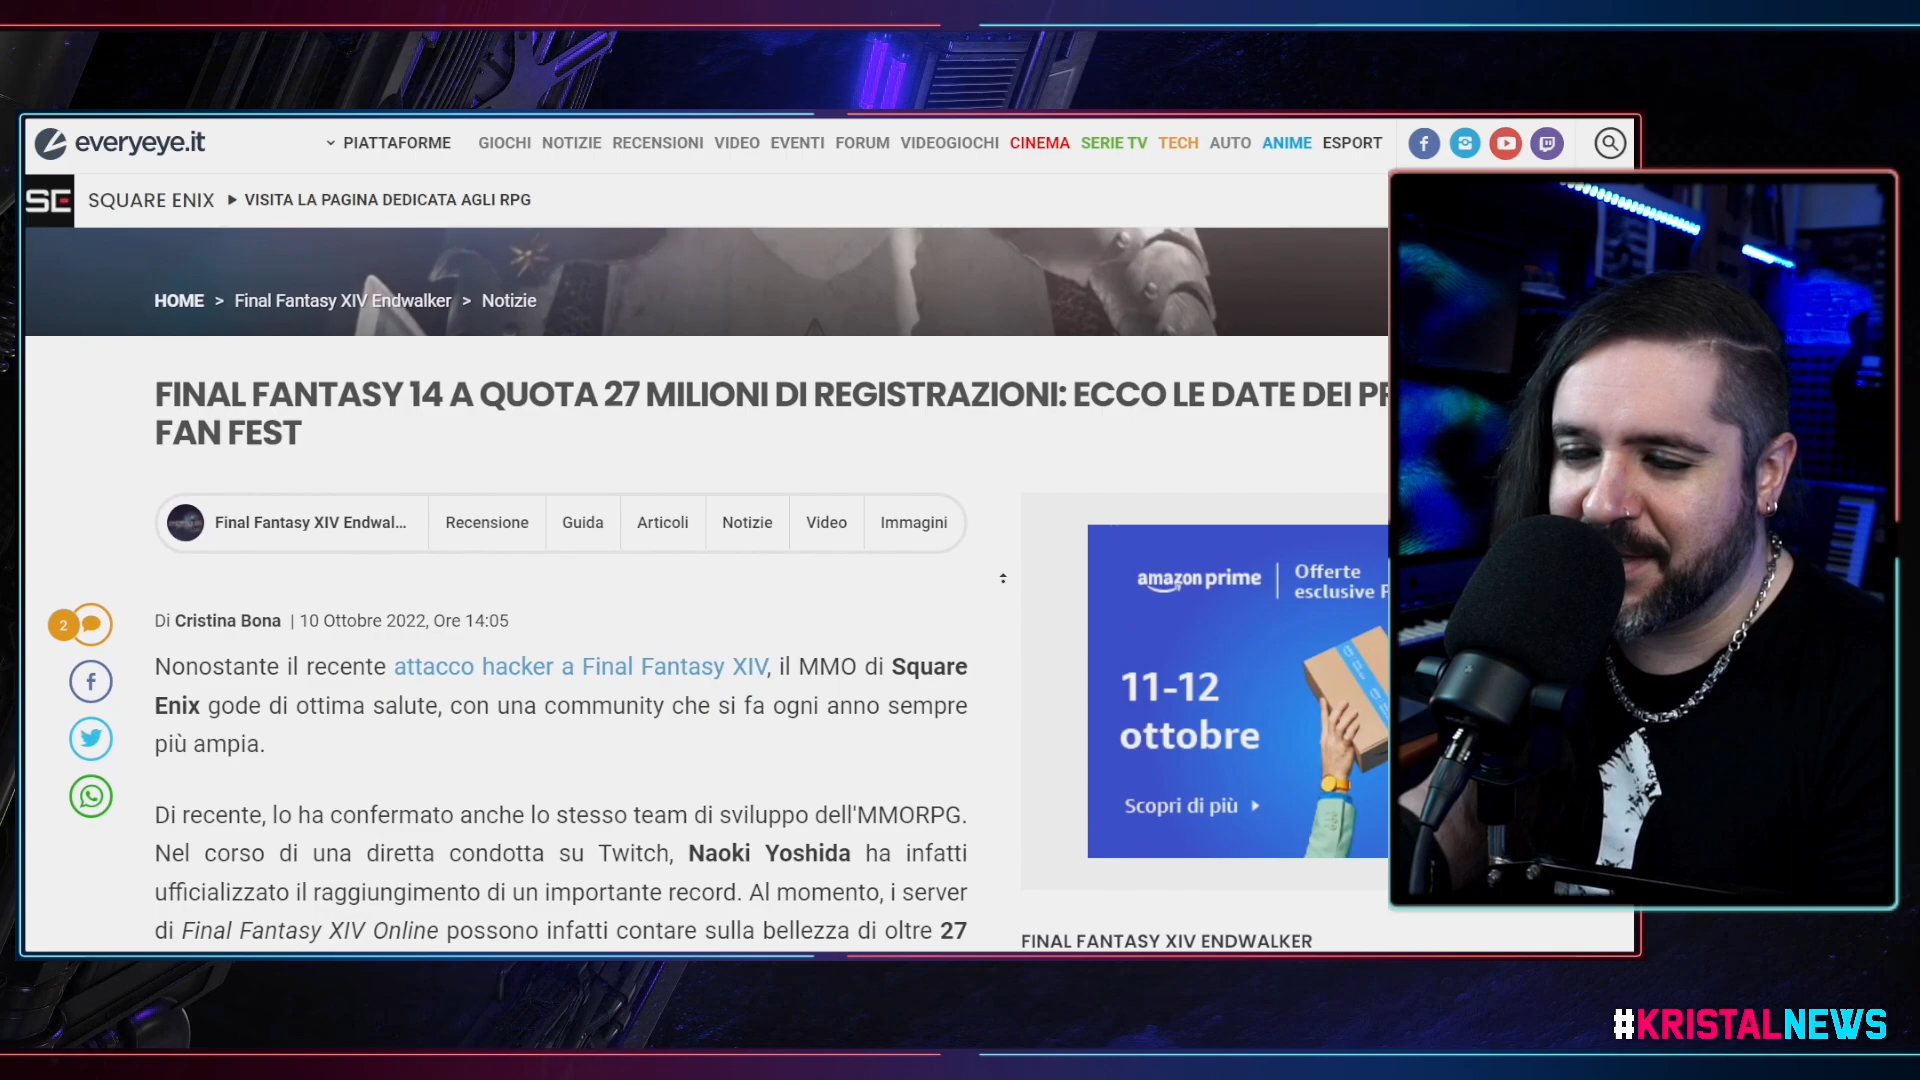 everyeye.it
PIATTAFORME GIOCHI NOTIZIE RECENSIONI VIDEO EVENTI FORUM VIDEOGIOCHI CINEMA SERIE TV TECH AUTO ANIME ESPORT
SE SQUARE ENIX VISITA LA PAGINA DEDICATA AGLI RPG
HOME > Final Fantasy XIV Endwalker > Notizie
FINAL FANTASY 14 A QUOTA 27 MILIONI DI REGISTRAZIONI: ECCO LE DATE DEI PR
FAN FEST
Final Fantasy XIV Endwal... Recensione Guida Articoli Notizie Video Immagini
Di Cristina Bona | 10 Ottobre 2022, Ore 14:05
2
Nonostante il recente attacco hacker a Final Fantasy XIV, il MMO di Square
Enix gode di ottima salute, con una community che si fa ogni anno sempre
più ampia.
Di recente, lo ha confermato anche lo stesso team di sviluppo dell'MMORPG.
Nel corso di una diretta condotta su Twitch, Naoki Yoshida ha infatti
ufficializzato il raggiungimento di un importante record. Al momento, i server
di Final Fantasy XIV Online possono infatti contare sulla bellezza di oltre 27
amazon prime
Offerte
esclusive P
11-12
ottobre
Scopri di più
FINAL FANTASY XIV ENDWALKER
#KRISTALNEWS